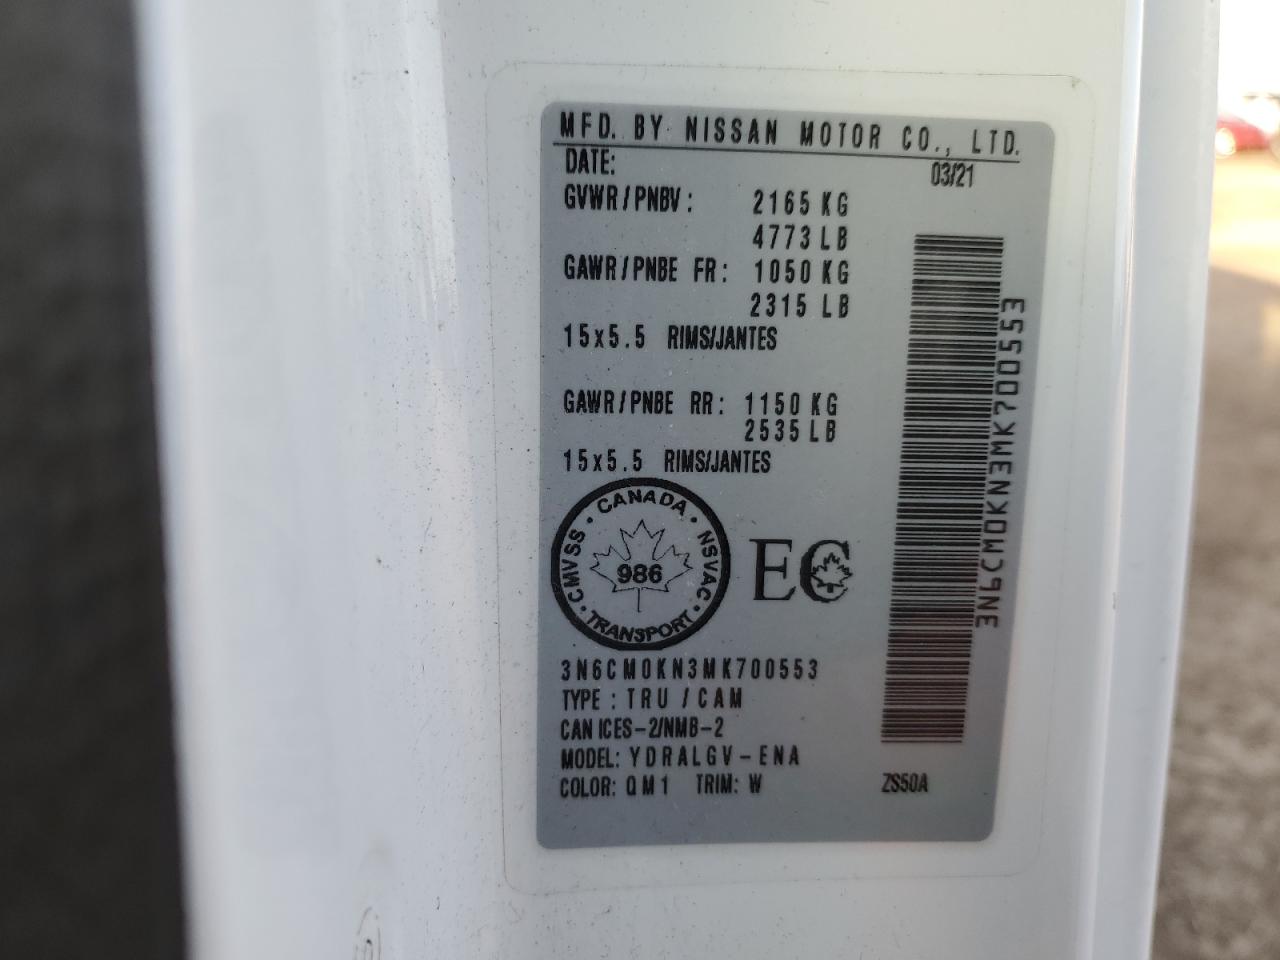 MFD. BY NISSAN MOTOR CO., LTD.
DATE: 03/21
GVWR/PNBV: 2165 KG
4773 LB
GAWR/PNBE FR: 1050 KG
2315 LB
15x5.5 RIMS/JANTES
GAWR/PNBE RR: 1150 KG
2535 LB
15x5.5 RIMS/JANTES
CANADA
CMVSS
NSVAC
986
TRANSPORT
EC
3N6CM0KN3MK700553
TYPE: TRU/CAM
CAN ICES-2/NMB-2
MODEL: YDRALGV-ENA
COLOR: QM1 TRIM: W
ZS50A
3N6CM0KN3MK700553